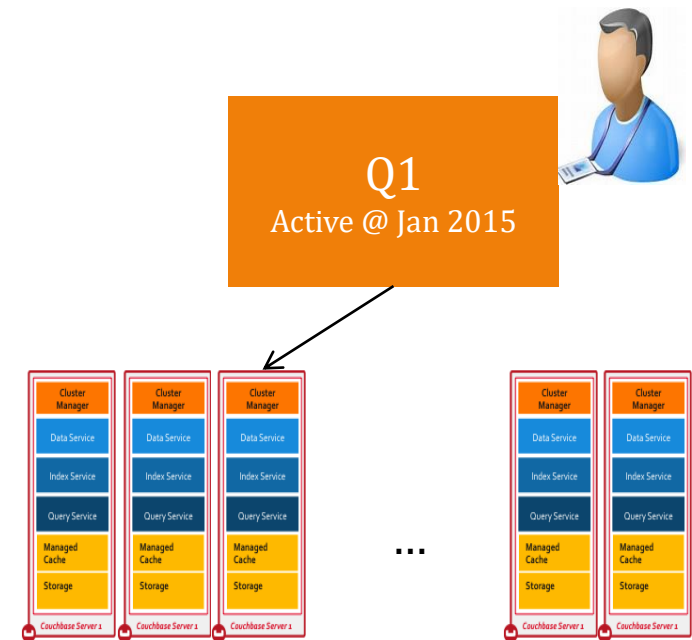 Q1
Active @ Jan 2015
Cluster
Manager
Data Service
Index Service
Query Service
Managed
Cache
Storage
Couchbase Server 1
Cluster
Manager
Data Service
Index Service
Query Service
Managed
Cache
Storage
Couchbase Server 1
Cluster
Manager
Data Service
Index Service
Query Service
Managed
Cache
Storage
Couchbase Server 1
...
Cluster
Manager
Data Service
Index Service
Query Service
Managed
Cache
Storage
Couchbase Server 1
Cluster
Manager
Data Service
Index Service
Query Service
Managed
Cache
Storage
Couchbase Server 1